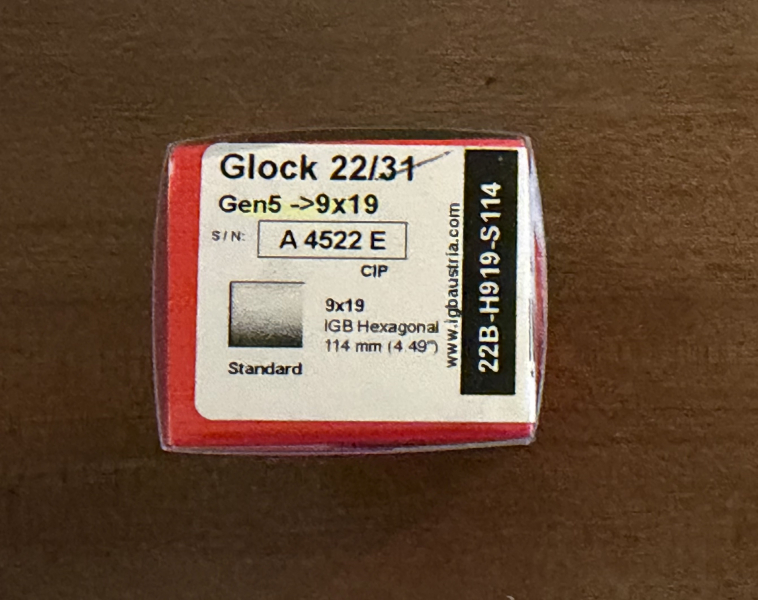 Glock 22/31
Gen5 ->9x19
S/N: A 4522 E
CIP
9x19
IGB Hexagonal
114 mm (4.49")
Standard
www.igbaustria.com
22B-H919-S114